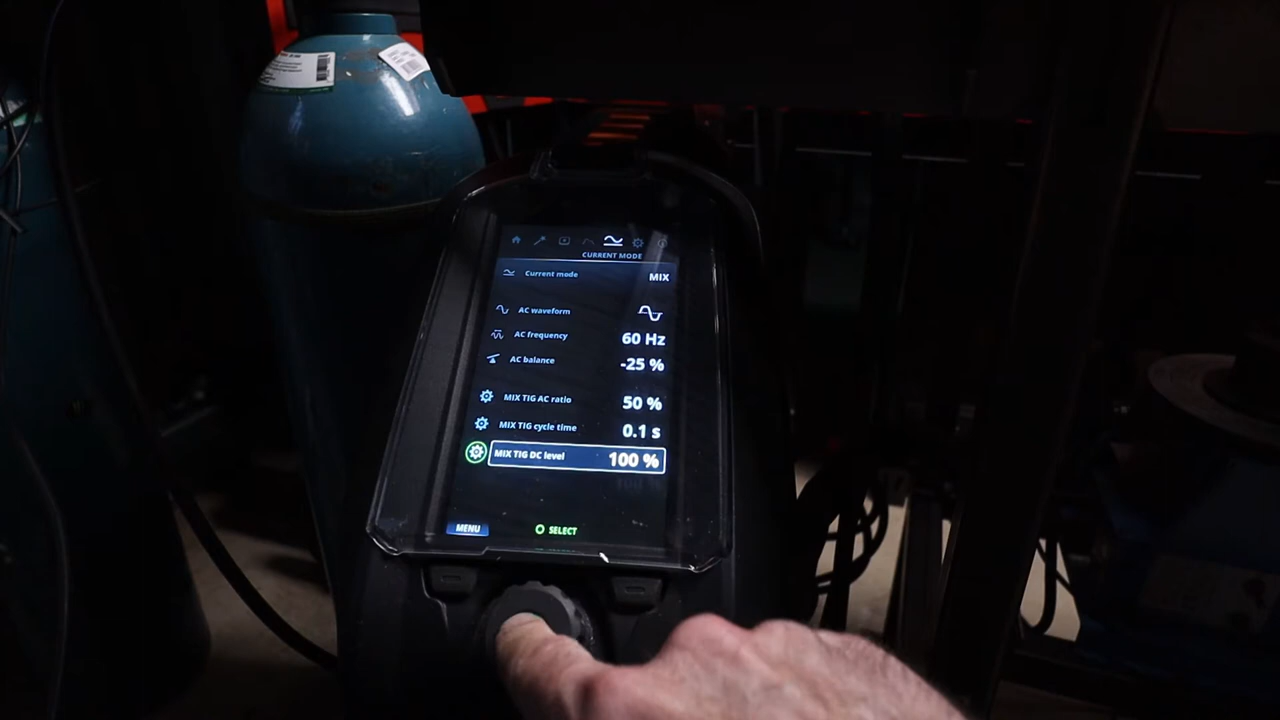 CURRENT MODE
Current mode MIX
AC waveform
AC frequency 60 Hz
AC balance -25 %
MIX TIG AC ratio 50 %
MIX TIG cycle time 0.1 s
MIX TIG DC level 100 %
MENU SELECT